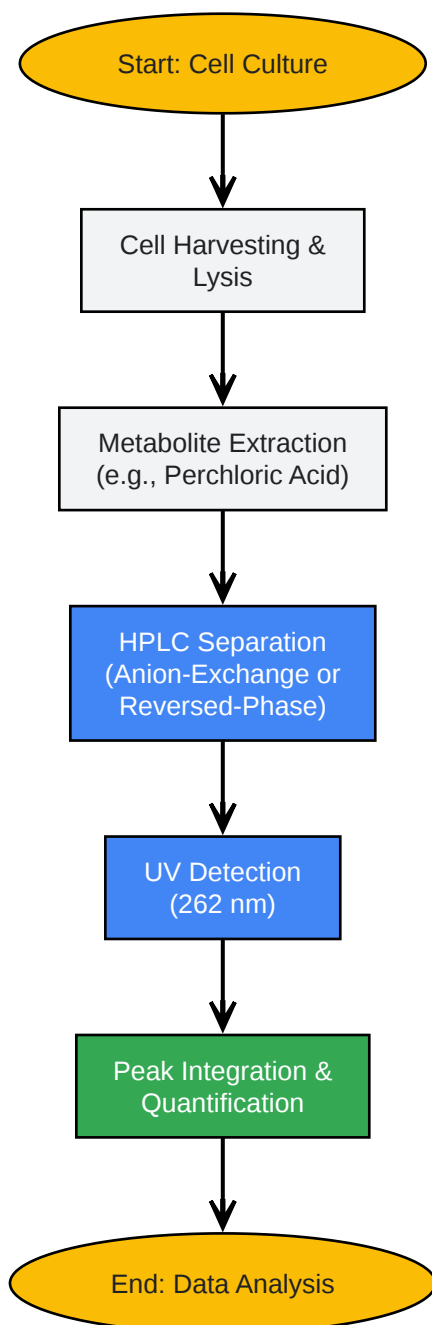 Start: Cell Culture
Cell Harvesting &
Lysis
Metabolite Extraction
(e.g., Perchloric Acid)
HPLC Separation
(Anion-Exchange or
Reversed-Phase)
UV Detection
(262 nm)
Peak Integration &
Quantification
End: Data Analysis